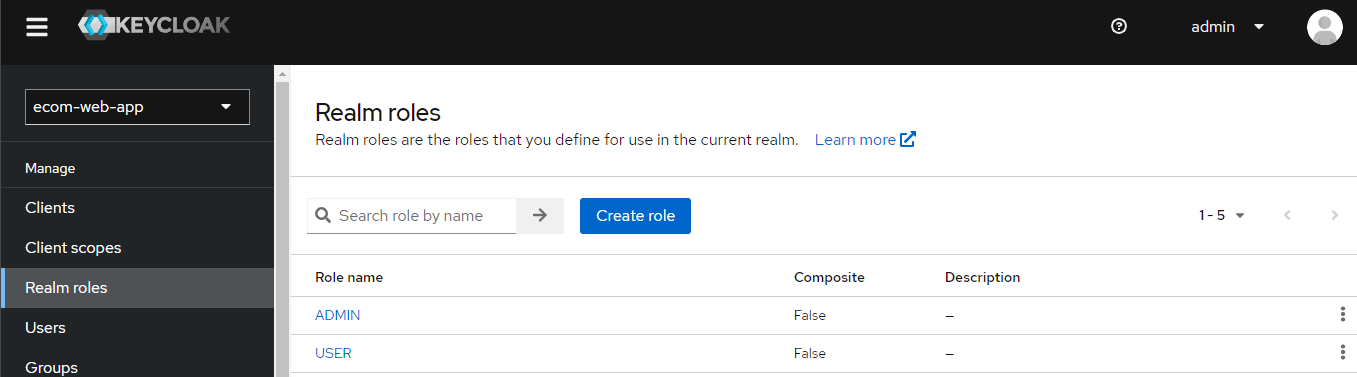 KEYCLOAK
admin
ecom-web-app
Manage
Clients
Client scopes
Realm roles
Users
Groups
Realm roles
Realm roles are the roles that you define for use in the current realm. Learn more
Search role by name
Create role
1 - 5
Role name Composite Description
ADMIN False –
USER False –